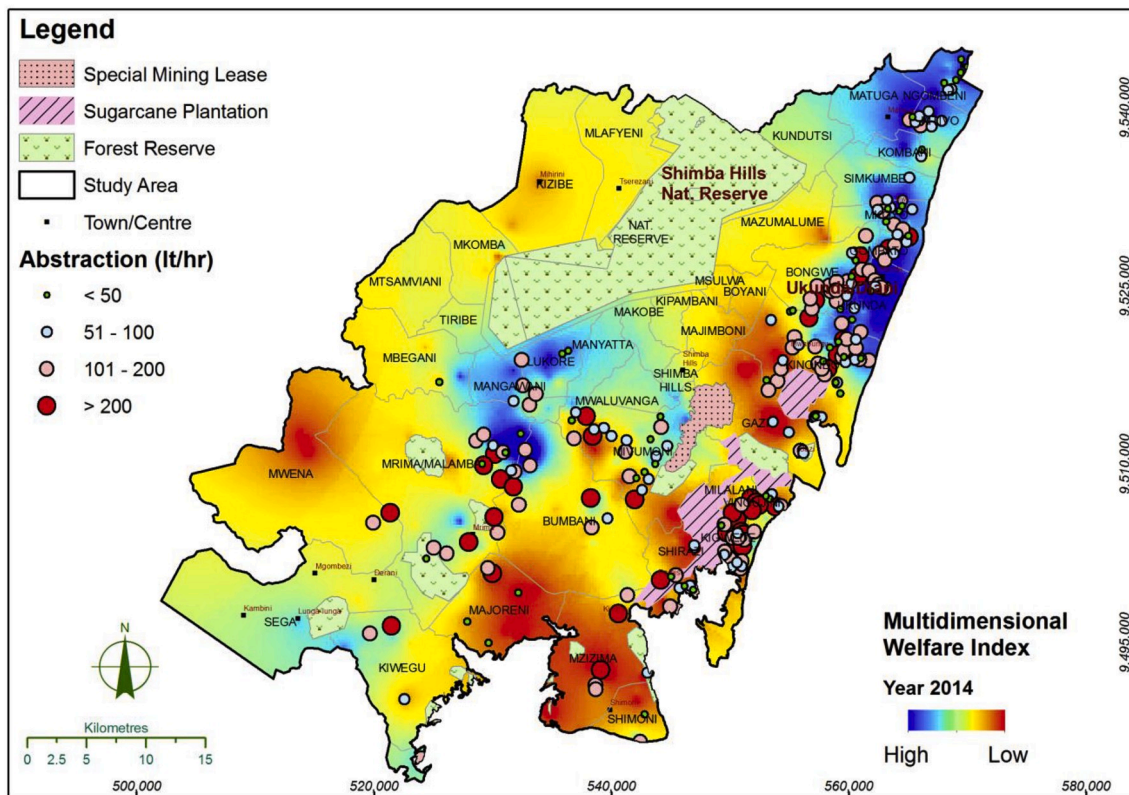 Legend
Special Mining Lease
Sugarcane Plantation
Forest Reserve
Study Area
Town/Centre
Abstraction (lt/hr)
< 50
51 - 100
101 - 200
> 200
MATUGA NGOMBENI
KOMBANI
KUNDUTSI
SIMKUMBE
MLAFYENI
Mihirini
KIZIBE
Tserezani
Shimba Hills
Nat. Reserve
NAT.
RESERVE
MAZUMALUME
MKOMBA
MTSAMVIANI
TIRIBE
MSULWA
BOYANI
BONGWE
KIPAMBANI
MAKOBE
MAJIMBONI
MBEGANI
LUKORE
MANYATTA
MANGAWANI
Shimba
Hills
SHIMBA
HILLS
MWALUVANGA
GAZI
MWENA
MRIMA/MALAMBA
MIVUMONI
MILALANI
BUMBANI
SHIRAZI
Mgombezi
Kambini
SEGA
MAJORENI
KIWEGU
MZIZIMA
SHIMONI
N
Kilometres
0 2.5 5 10 15
Multidimensional
Welfare Index
Year 2014
High Low
500,000 520,000 540,000 560,000 580,000
9,540,000
9,525,000
9,510,000
9,495,000